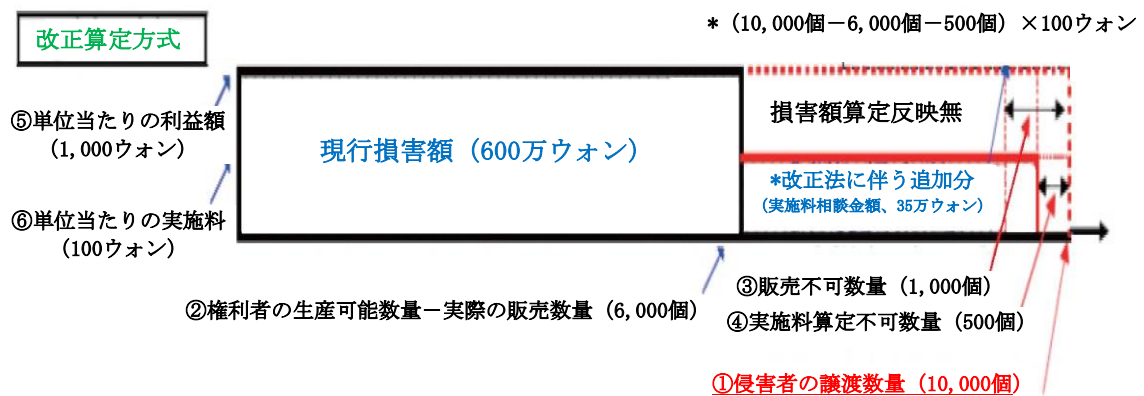 *（10,000個－6,000個－500個）×100ウォン
改正算定方式
⑤単位当たりの利益額
（1,000ウォン）
損害額算定反映無
現行損害額（600万ウォン）
*改正法に伴う追加分
（実施料相談金額、35万ウォン）
⑥単位当たりの実施料
（100ウォン）
③販売不可数量（1,000個）
②権利者の生産可能数量－実際の販売数量（6,000個）
④実施料算定不可数量（500個）
①侵害者の譲渡数量（10,000個）